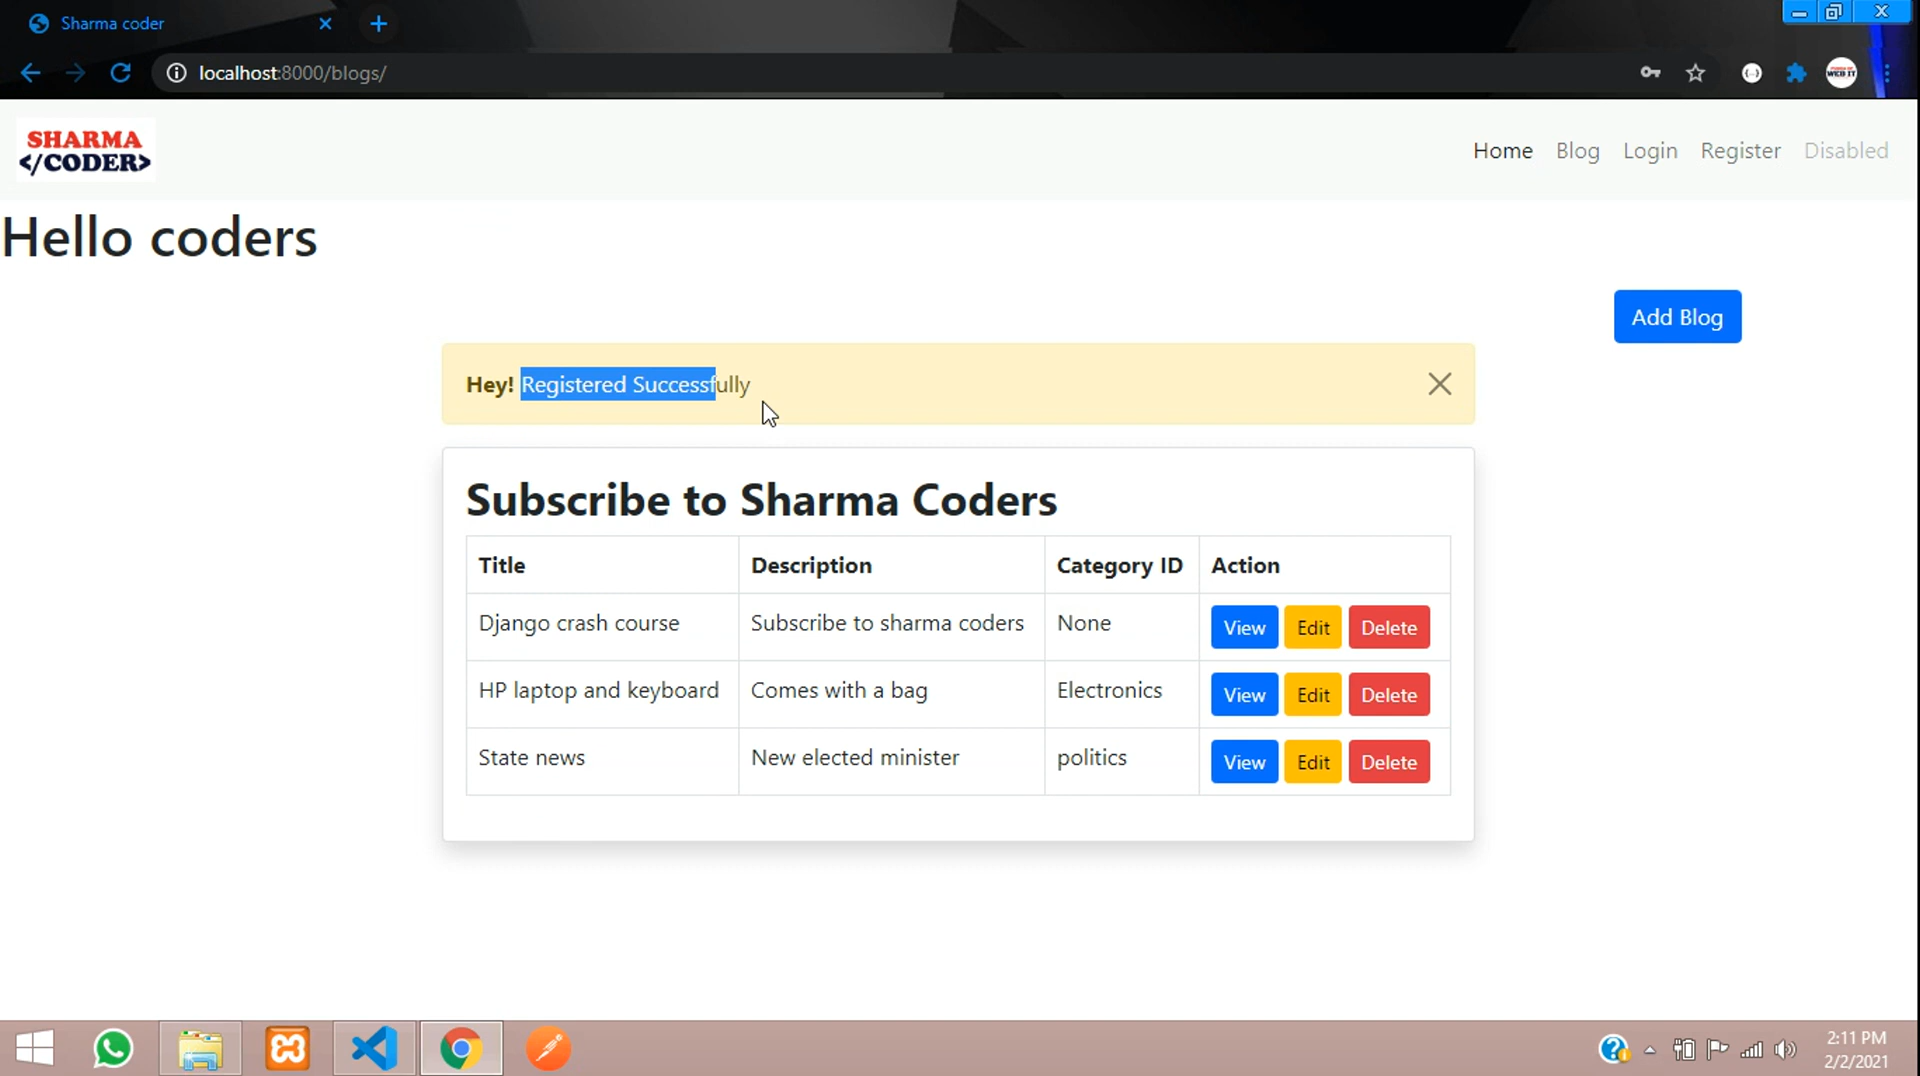 Sharma coder
localhost:8000/blogs/
WEB IT
SHARMA
</CODER>
Home Blog Login Register Disabled
Hello coders
Add Blog
Hey! Registered Successfully
Subscribe to Sharma Coders
Title Description Category ID Action
Django crash course Subscribe to sharma coders None View Edit Delete
HP laptop and keyboard Comes with a bag Electronics View Edit Delete
State news New elected minister politics View Edit Delete
2:11 PM
2/2/2021